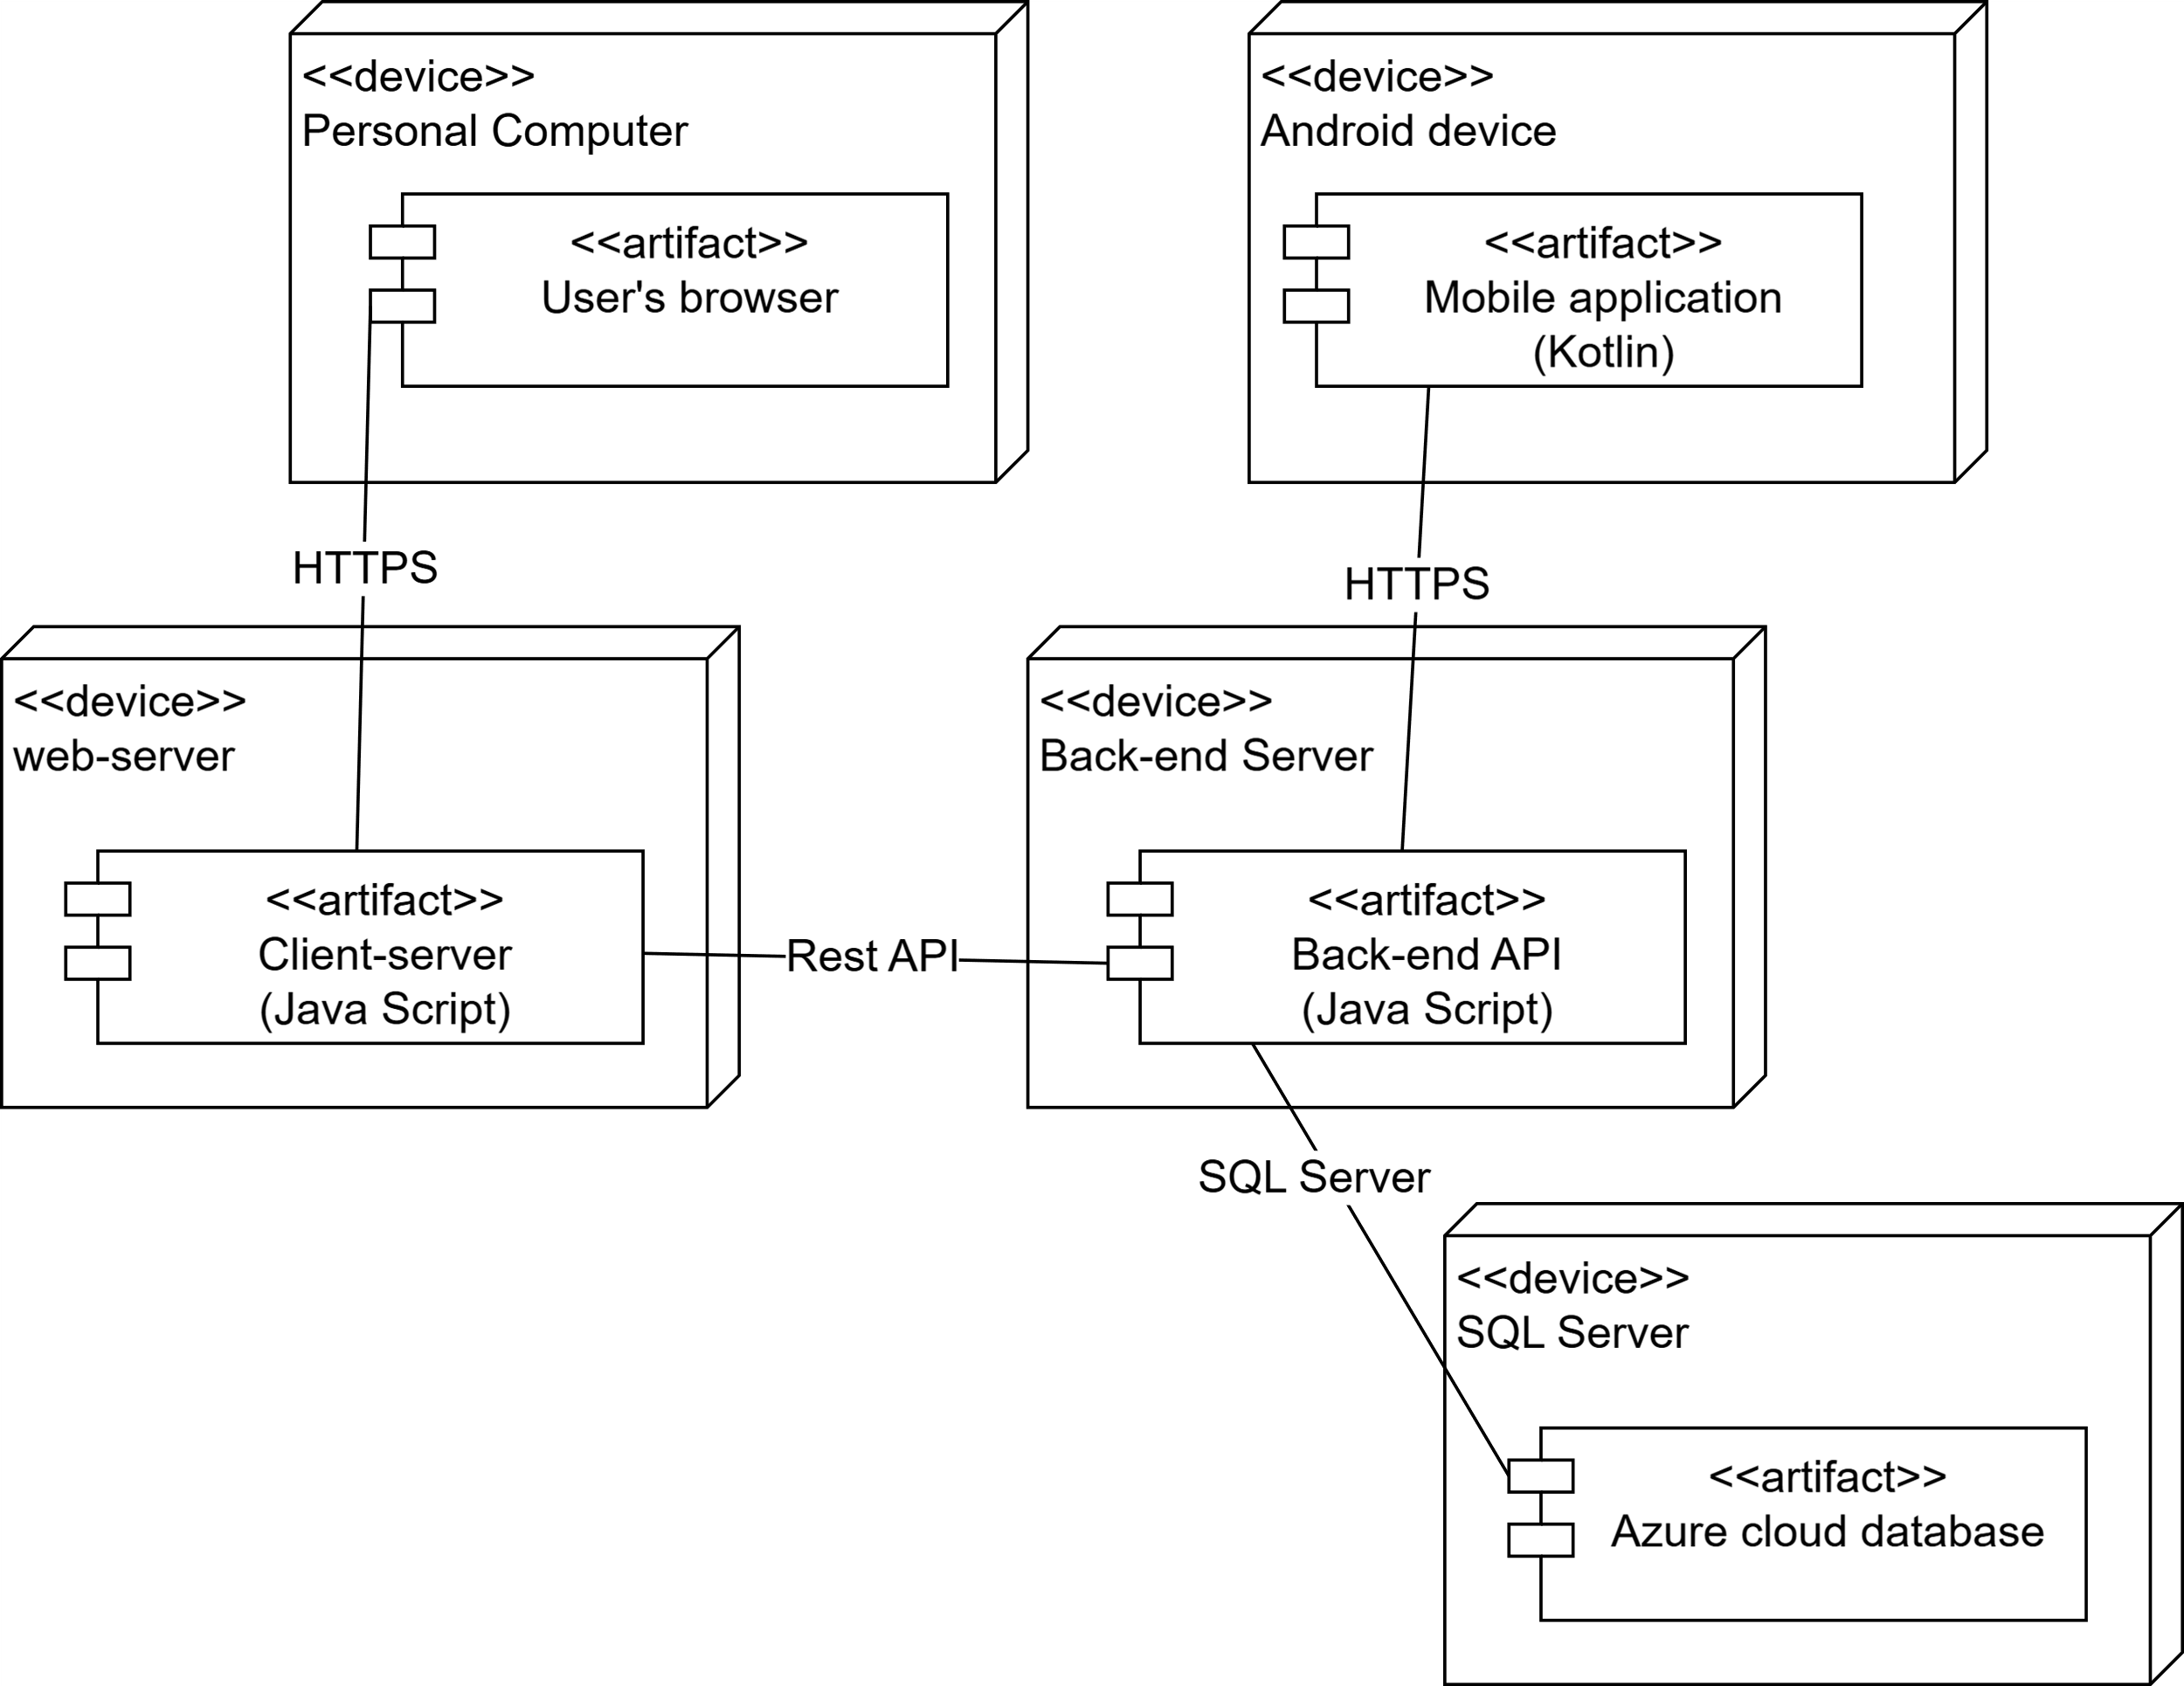 <<device>>
Personal Computer
<<artifact>>
User's browser
<<device>>
Android device
<<artifact>>
Mobile application
(Kotlin)
HTTPS
HTTPS
<<device>>
web-server
<<artifact>>
Client-server
(Java Script)
Rest API
<<device>>
Back-end Server
<<artifact>>
Back-end API
(Java Script)
SQL Server
<<device>>
SQL Server
<<artifact>>
Azure cloud database